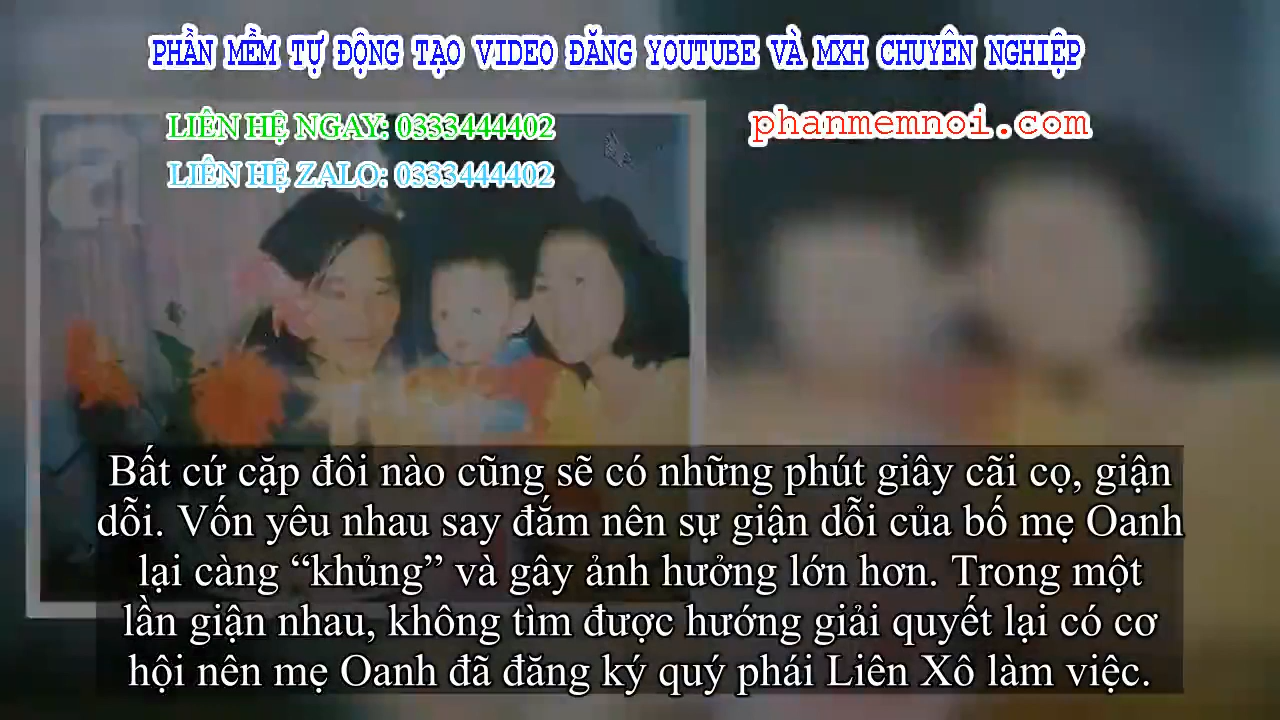 PHẦN MỀM TỰ ĐỘNG TẠO VIDEO ĐĂNG YOUTUBE VÀ MXH CHUYÊN NGHIỆP
LIÊN HỆ NGAY: 0333444402
phanmemnoi.com
LIÊN HỆ ZALO: 0333444402
a
Bất cứ cặp đôi nào cũng sẽ có những phút giây cãi cọ, giận
dỗi. Vốn yêu nhau say đắm nên sự giận dỗi của bố mẹ Oanh
lại càng “khủng” và gây ảnh hưởng lớn hơn. Trong một
lần giận nhau, không tìm được hướng giải quyết lại có cơ
hội nên mẹ Oanh đã đăng ký quý phái Liên Xô làm việc.